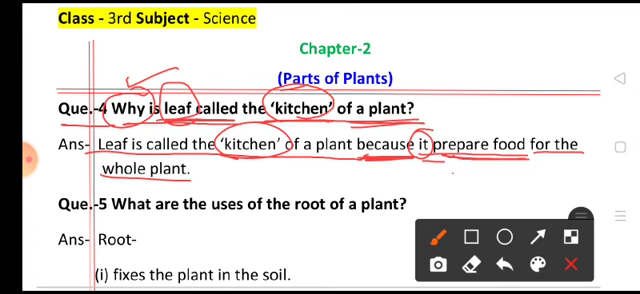 Class - 3rd Subject - Science
Chapter-2
(Parts of Plants)
Que.-4 Why is leaf called the ‘kitchen’ of a plant?
Ans- Leaf is called the ‘kitchen’ of a plant because it prepare food for the
whole plant.
Que.-5 What are the uses of the root of a plant?
Ans- Root-
(i) fixes the plant in the soil.